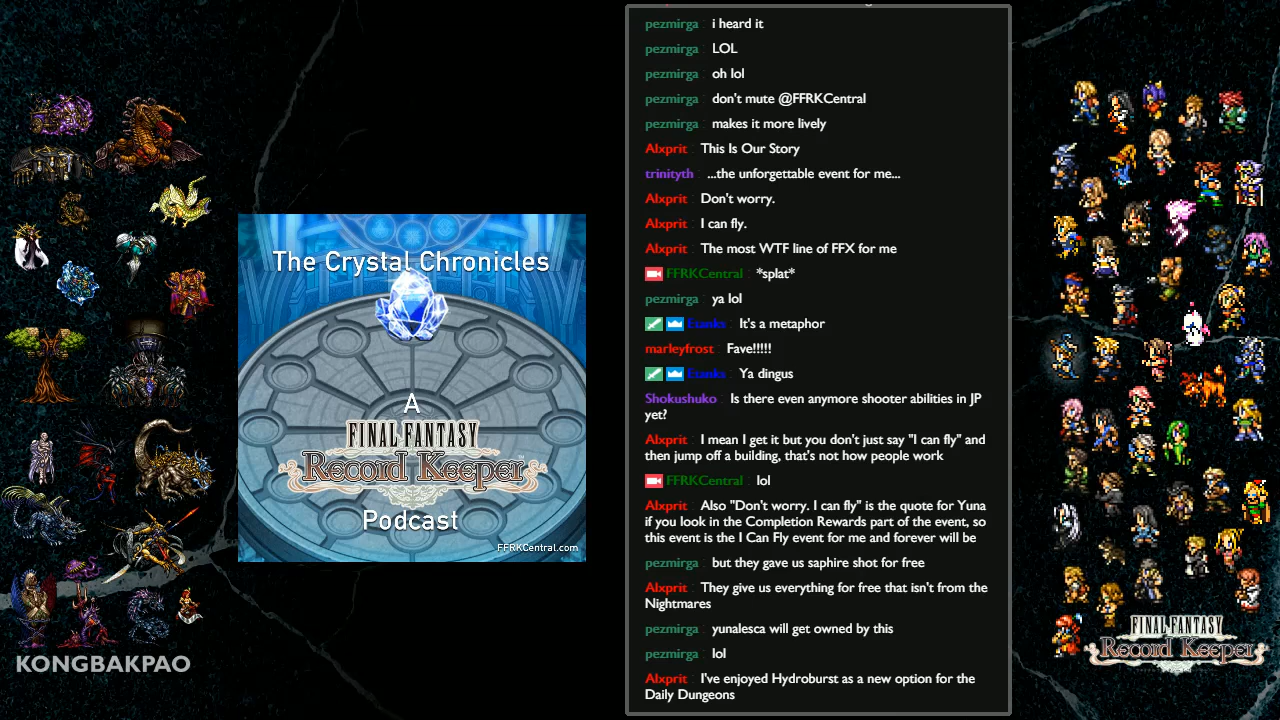 The Crystal Chronicles
A
FINAL FANTASY
Record Keeper
Podcast
FFRKCentral.com
KONGBAKPAO
pezmirga : i heard it
pezmirga : LOL
pezmirga : oh lol
pezmirga : don't mute @FFRKCentral
pezmirga : makes it more lively
Alxprit : This Is Our Story
trinityth : ...the unforgettable event for me...
Alxprit : Don't worry.
Alxprit : I can fly.
Alxprit : The most WTF line of FFX for me
FFRKCentral : *splat*
pezmirga : ya lol
Etanks : It's a metaphor
marleyfrost : Fave!!!!!
Etanks : Ya dingus
Shokushuko : Is there even anymore shooter abilities in JP
yet?
Alxprit : I mean I get it but you don't just say "I can fly" and
then jump off a building, that's not how people work
FFRKCentral : lol
Alxprit : Also "Don't worry. I can fly" is the quote for Yuna
if you look in the Completion Rewards part of the event, so
this event is the I Can Fly event for me and forever will be
pezmirga : but they gave us saphire shot for free
Alxprit : They give us everything for free that isn't from the
Nightmares
pezmirga : yunalesca will get owned by this
pezmirga : lol
Alxprit : I've enjoyed Hydroburst as a new option for the
Daily Dungeons
FINAL FANTASY
Record Keeper